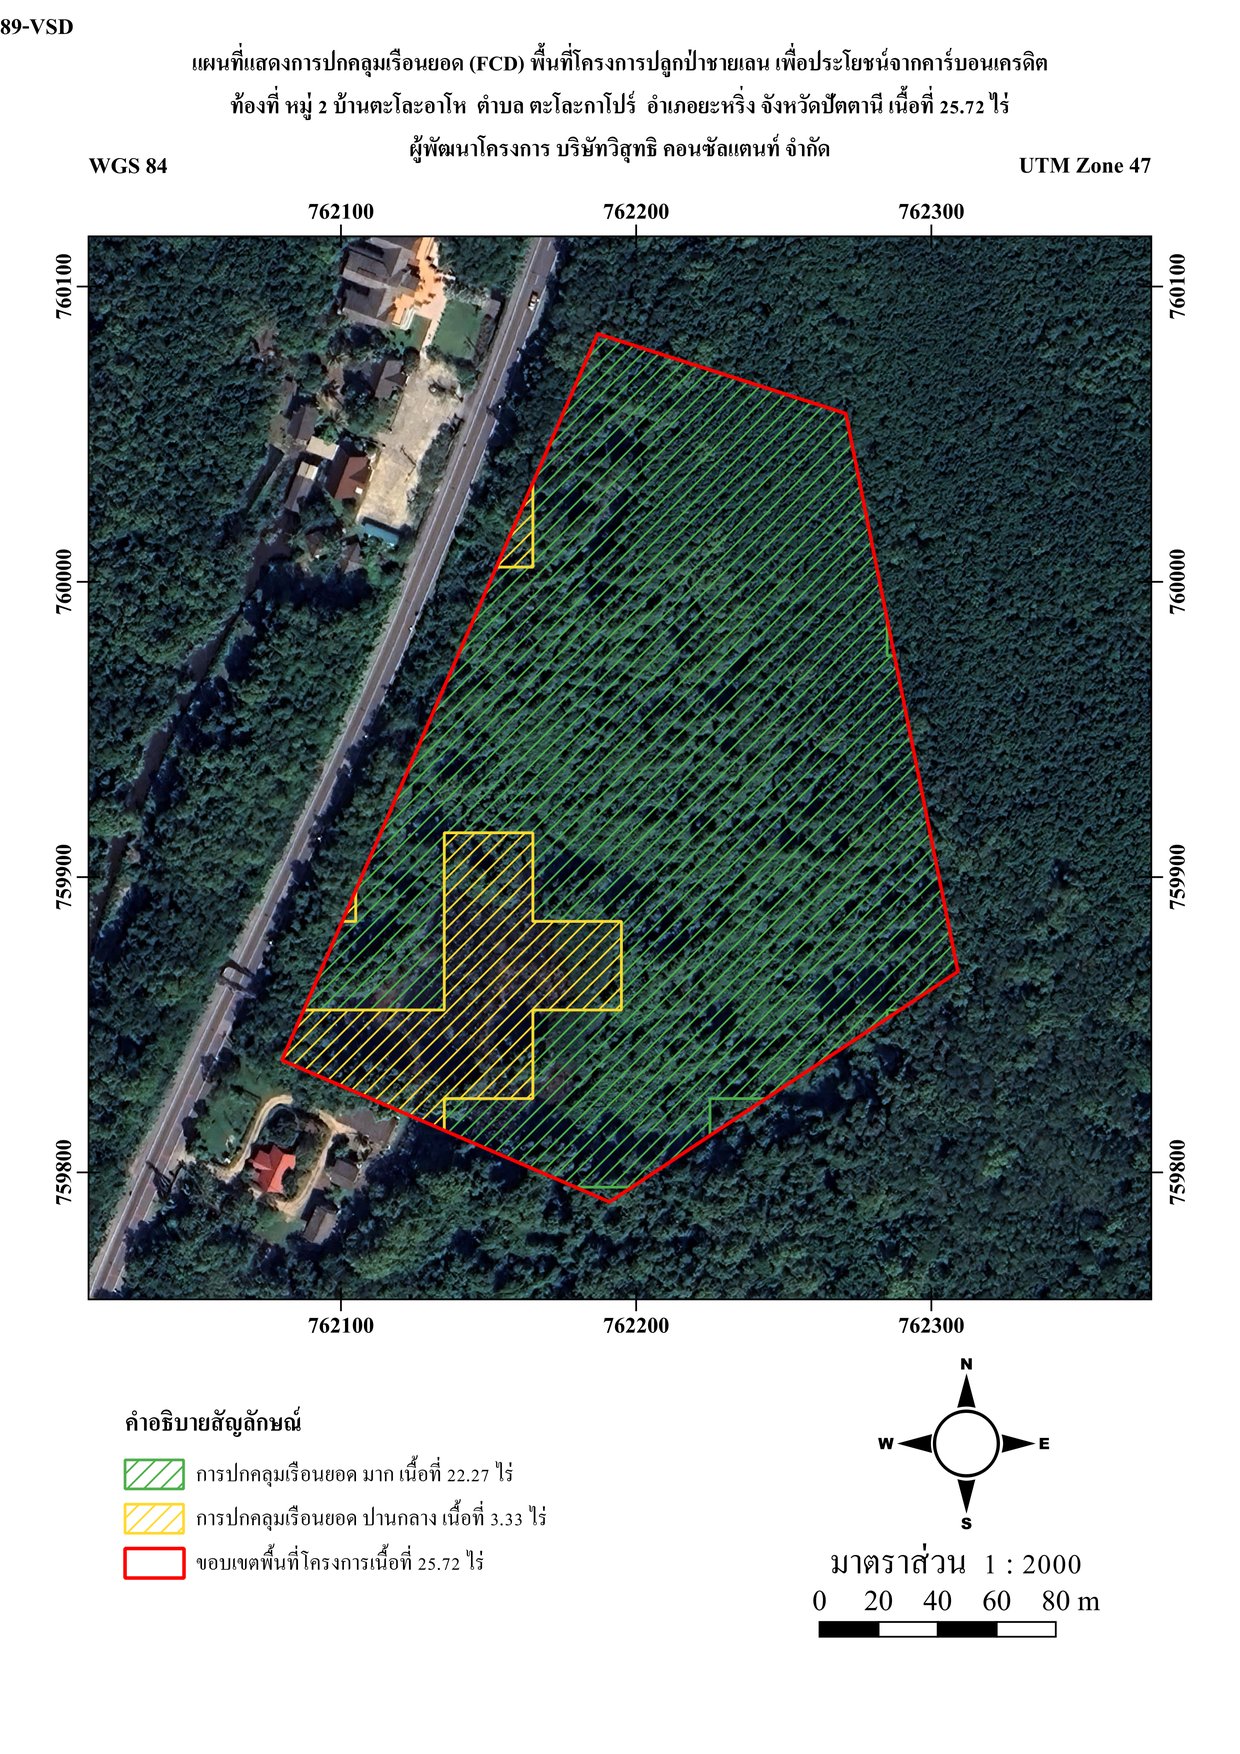 89-VSD
แผนที่แสดงการปกคลุมเรือนยอด (FCD) พื้นที่โครงการปลูกป่าชายเลน เพื่อประโยชน์จากคาร์บอนเครดิต
ท้องที่ หมู่ 2 บ้านตะโละอาโห ตำบล ตะโละกาโปร์ อำเภอยะหริ่ง จังหวัดปัตตานี เนื้อที่ 25.72 ไร่
ผู้พัฒนาโครงการ บริษัทวิสุทธิ คอนซัลแตนท์ จำกัด
WGS 84
UTM Zone 47
762100 762200 762300
760100 760100
760000 760000
759900 759900
759800 759800
762100 762200 762300
คำอธิบายสัญลักษณ์
การปกคลุมเรือนยอด มาก เนื้อที่ 22.27 ไร่
การปกคลุมเรือนยอด ปานกลาง เนื้อที่ 3.33 ไร่
ขอบเขตพื้นที่โครงการเนื้อที่ 25.72 ไร่
N
W E
S
มาตราส่วน 1 : 2000
0 20 40 60 80 m